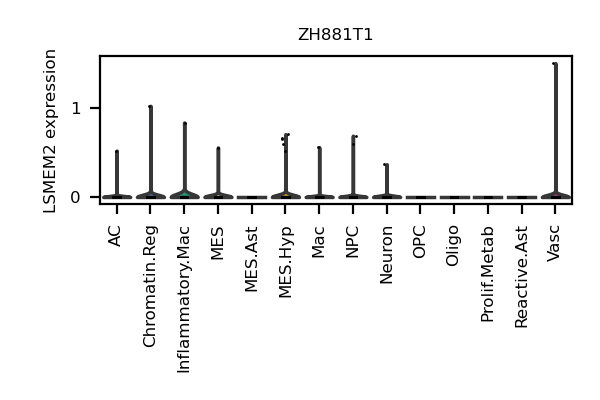 ZH881T1
LSMEM2 expression
1
0
AC
Chromatin.Reg
Inflammatory.Mac
MES
MES.Ast
MES.Hyp
Mac
NPC
Neuron
OPC
Oligo
Prolif.Metab
Reactive.Ast
Vasc